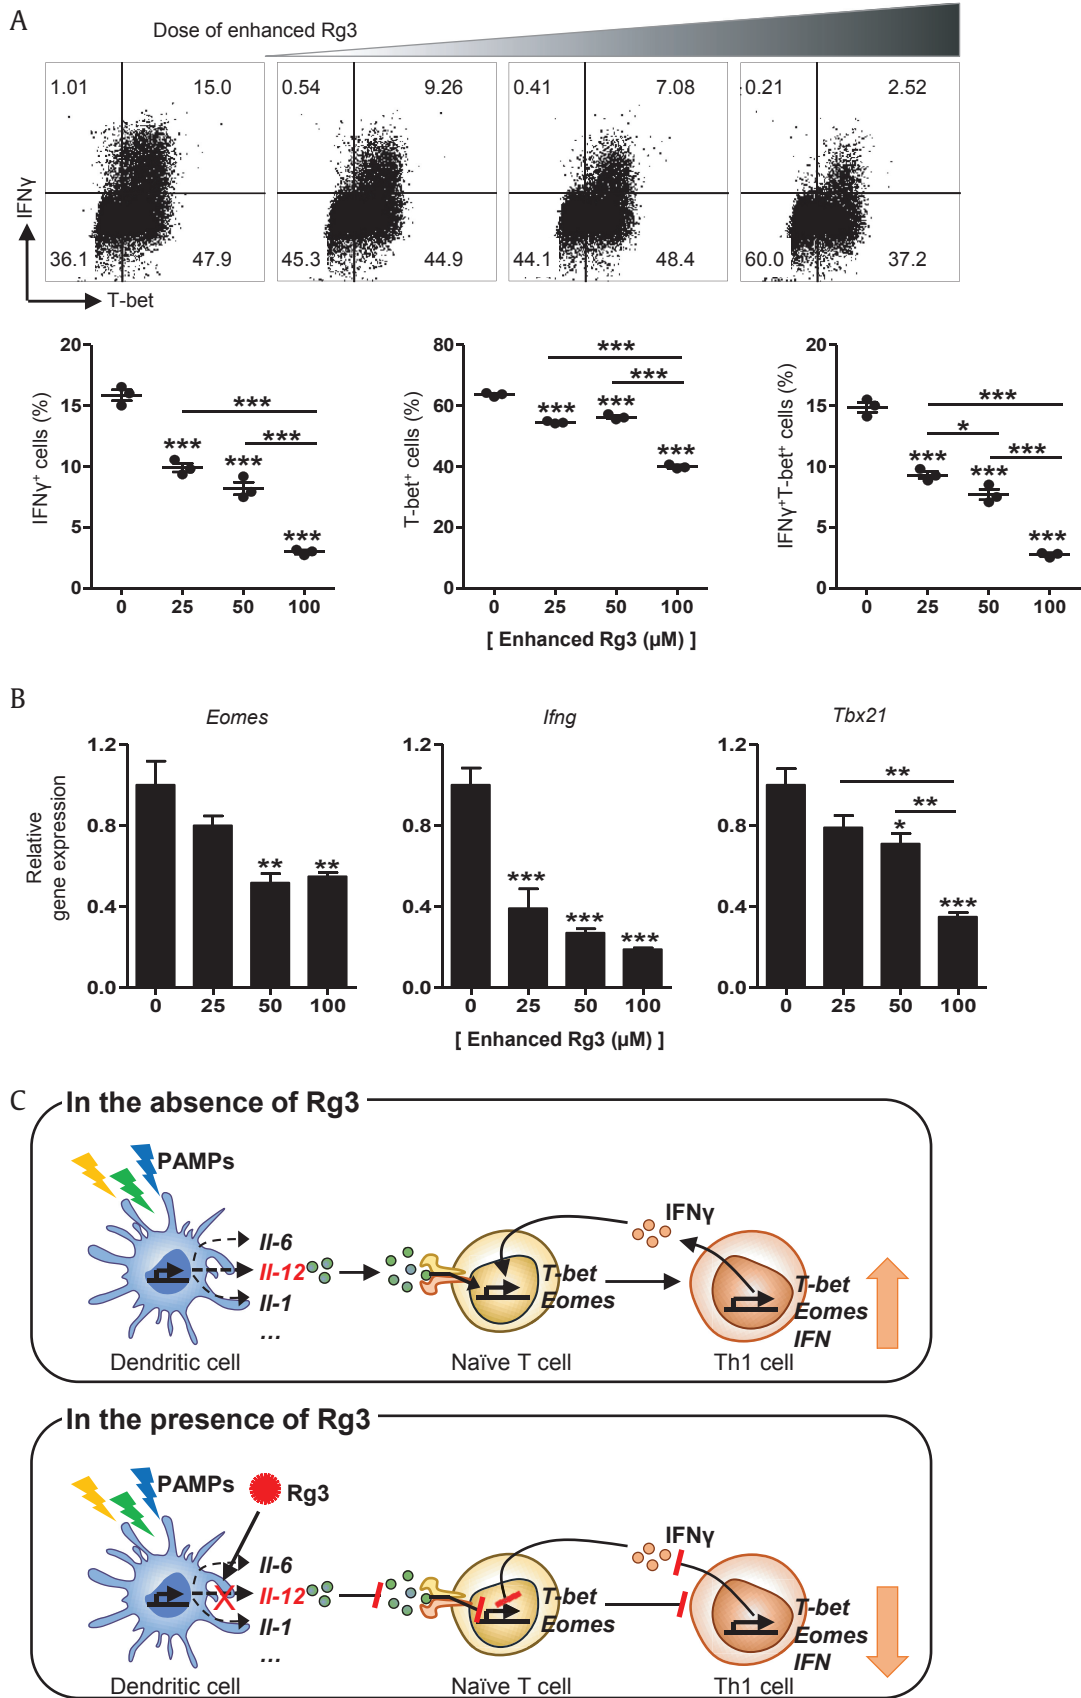 A
Dose of enhanced Rg3
1.01 15.0 0.54 9.26 0.41 7.08 0.21 2.52
IFNγ
36.1 47.9 45.3 44.9 44.1 48.4 60.0 37.2
T-bet
IFNγ⁺ cells (%)
20
15
10
5
0
*** *** *** *** ***
0 25 50 100
T-bet⁺ cells (%)
80
60
40
20
0
*** *** *** *** ***
0 25 50 100
IFNγ⁺T-bet⁺ cells (%)
20
15
10
5
0
*** * *** *** *** ***
0 25 50 100
[ Enhanced Rg3 (µM) ]
B
Eomes Ifng Tbx21
Relative
gene expression
1.2
0.8
0.4
0.0
** **
0 25 50 100
1.2
0.8
0.4
0.0
*** *** ***
0 25 50 100
1.2
0.8
0.4
0.0
** ** * ***
0 25 50 100
[ Enhanced Rg3 (µM) ]
C
In the absence of Rg3
PAMPs
IFNγ
Il-6
Il-12
Il-1
...
T-bet
Eomes
T-bet
Eomes
IFN
Dendritic cell Naïve T cell Th1 cell
In the presence of Rg3
PAMPs
Rg3
IFNγ
Il-6
Il-12
Il-1
...
T-bet
Eomes
T-bet
Eomes
IFN
Dendritic cell Naïve T cell Th1 cell